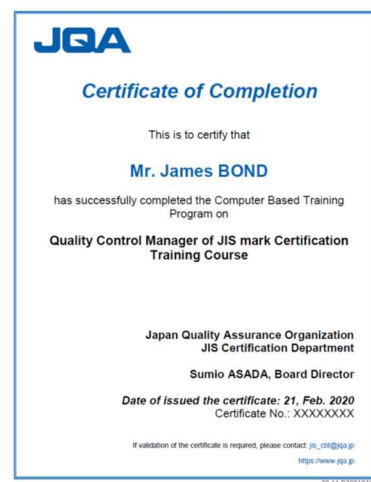 JQA
Certificate of Completion
This is to certify that
Mr. James BOND
has successfully completed the Computer Based Training
Program on
Quality Control Manager of JIS mark Certification
Training Course
Japan Quality Assurance Organization
JIS Certification Department
Sumio ASADA, Board Director
Date of issued the certificate: 21, Feb. 2020
Certificate No.: XXXXXXXX
If validation of the certificate is required, please contact: jis_cbt@jqa.jp
https://www.jqa.jp